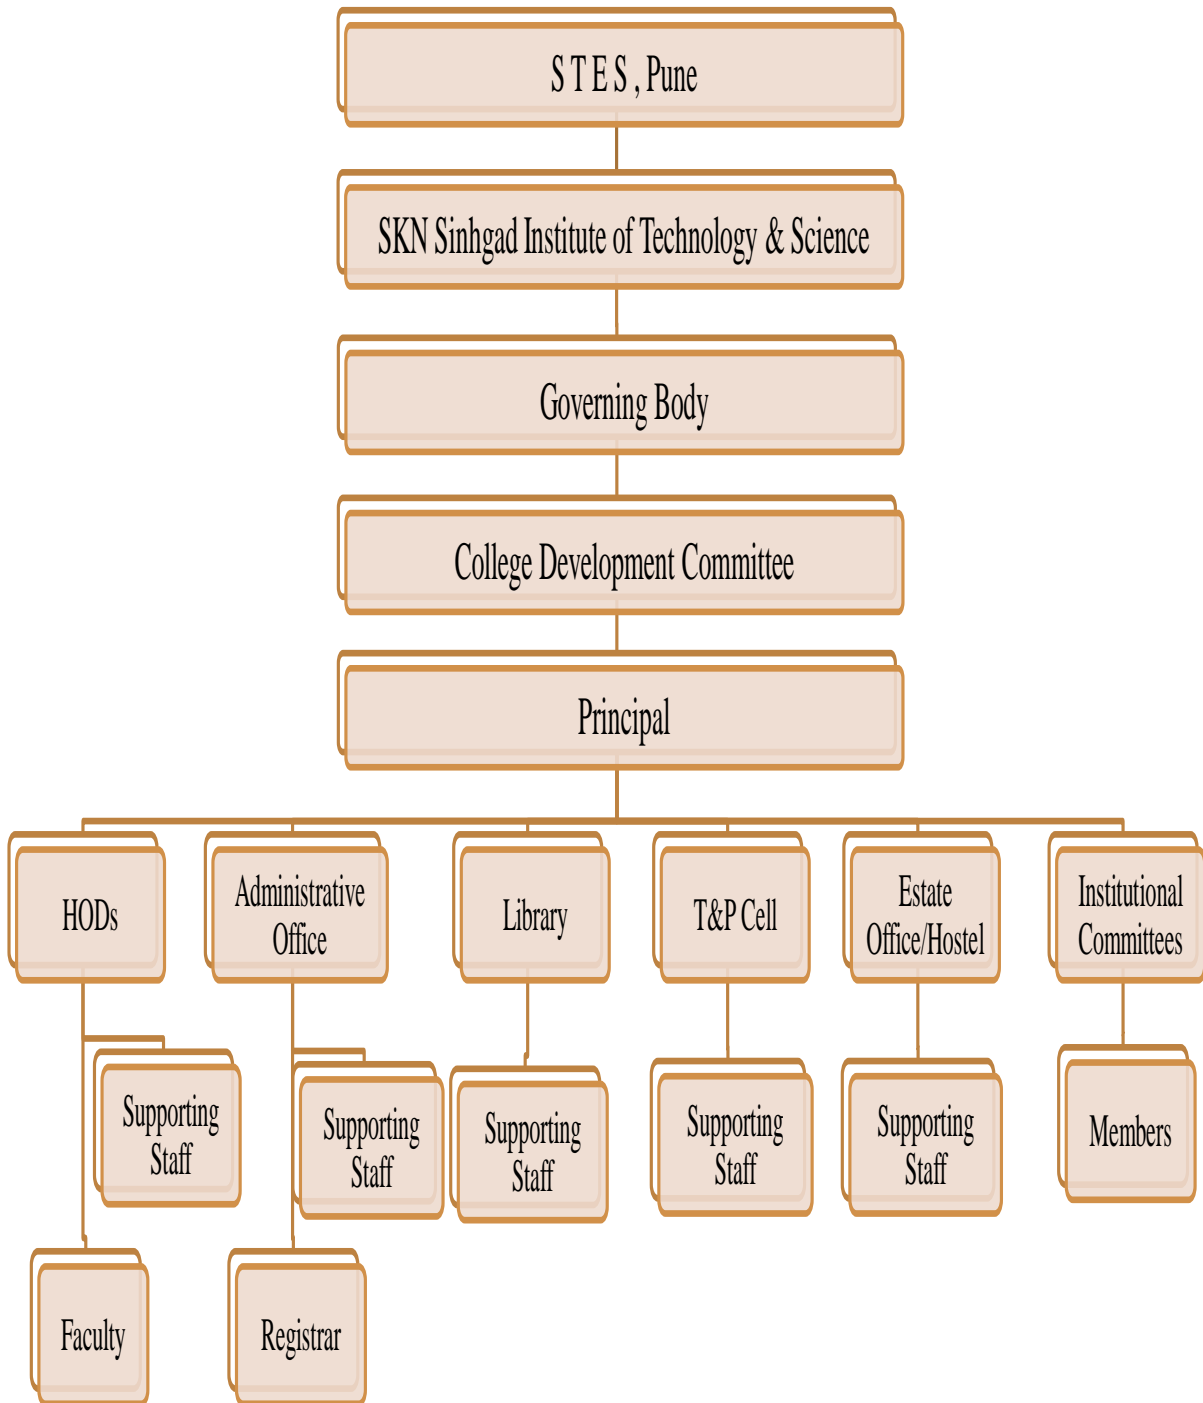 S T E S , Pune
SKN Sinhgad Institute of Technology & Science
Governing Body
College Development Committee
Principal
HODs
Administrative
Office
Library
T&P Cell
Estate
Office/Hostel
Institutional
Committees
Supporting
Staff
Supporting
Staff
Supporting
Staff
Supporting
Staff
Supporting
Staff
Members
Faculty
Registrar